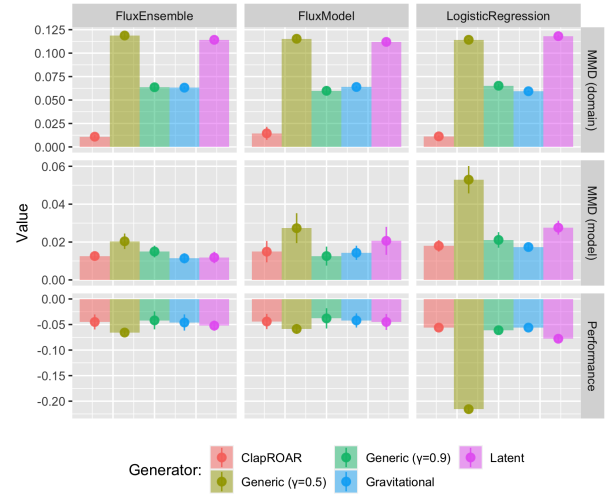 FluxEnsemble FluxModel LogisticRegression
0.125
0.100
0.075
0.050
0.025
0.000
MMD (domain)
0.06
0.04
0.02
0.00
MMD (model)
0.00
-0.05
-0.10
-0.15
-0.20
Performance
Value
Generator:
ClapROAR Generic (γ=0.9) Latent
Generic (γ=0.5) Gravitational